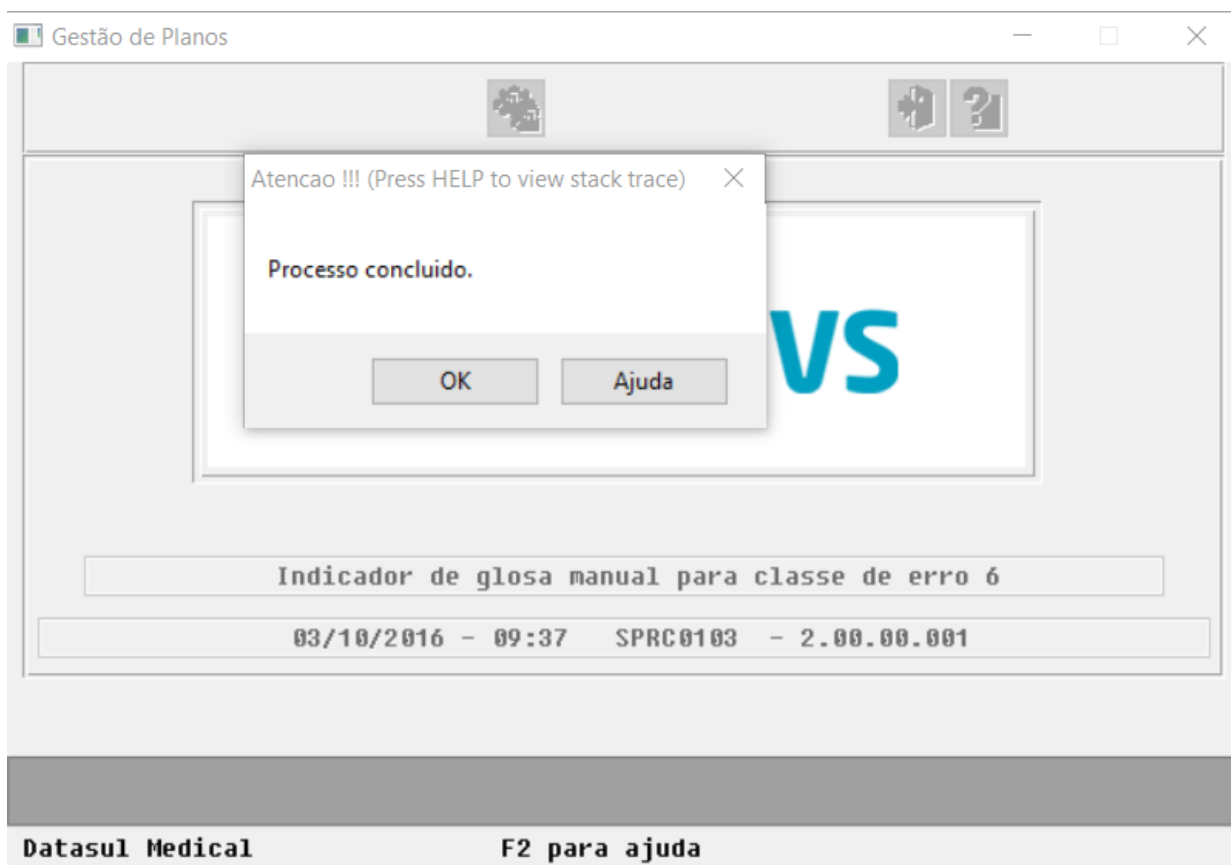 Gestão de Planos
Atencao !!! (Press HELP to view stack trace)
Processo concluido.
OK
Ajuda
VS
Indicador de glosa manual para classe de erro 6
03/10/2016 - 09:37 SPRC0103 - 2.00.00.001
Datasul Medical
F2 para ajuda